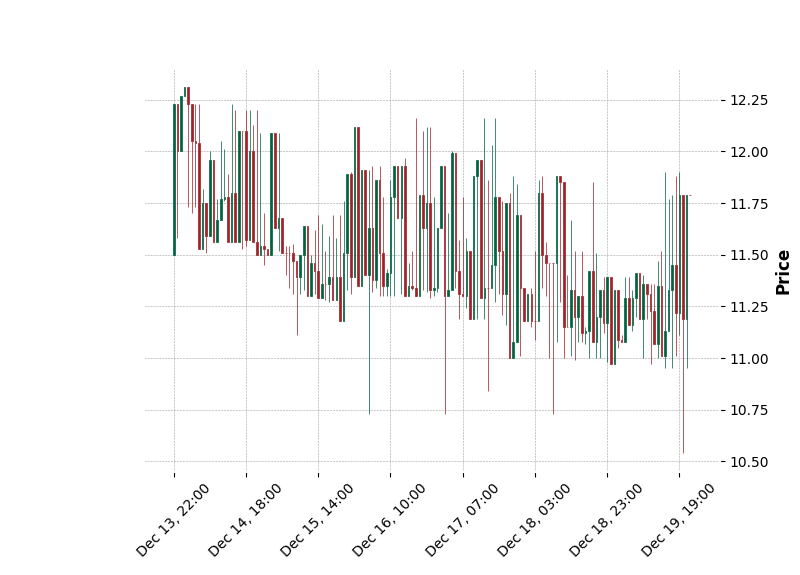 12.25
12.00
11.75
11.50
11.25
11.00
10.75
10.50
Price
Dec 13, 22:00
Dec 14, 18:00
Dec 15, 14:00
Dec 16, 10:00
Dec 17, 07:00
Dec 18, 03:00
Dec 18, 23:00
Dec 19, 19:00